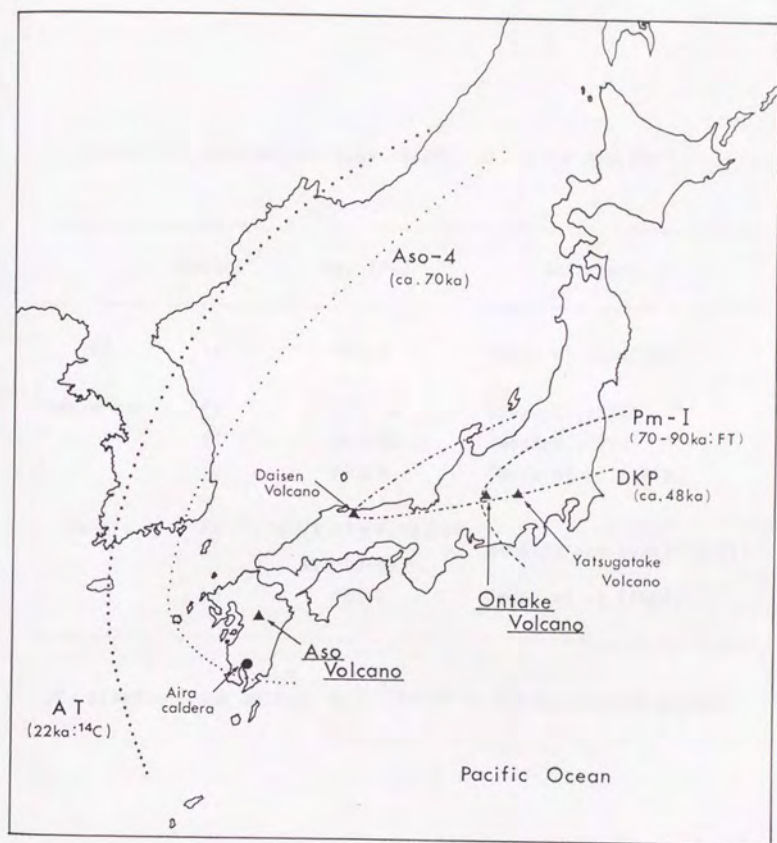 Aso-4
(ca. 70ka)
Pm-I
(70-90ka:FT)
DKP
(ca. 48ka)
Daisen
Volcano
Yatsugatake
Volcano
Ontake
Volcano
Aso
Volcano
Aira
caldera
AT
(22ka:¹⁴C)
Pacific Ocean